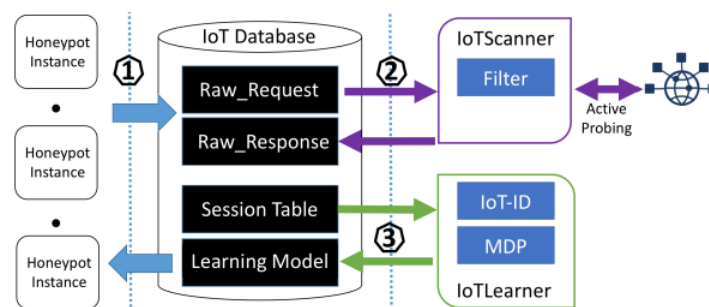 Honeypot
Instance
Honeypot
Instance
Honeypot
Instance
1
IoT Database
Raw_Request
Raw_Response
Session Table
Learning Model
2
3
IoTScanner
Filter
Active
Probing
IoT-ID
MDP
IoTLearner